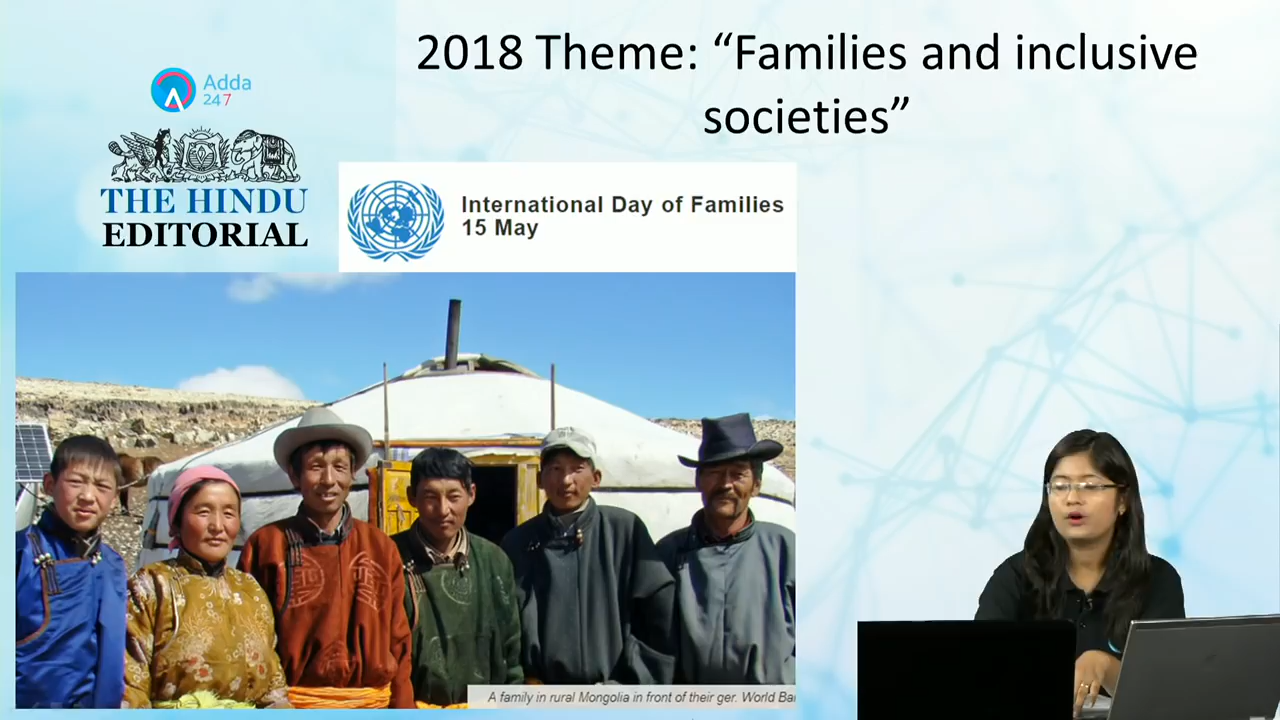 2018 Theme: “Families and inclusive
societies”
Adda
247
THE HINDU
EDITORIAL
International Day of Families
15 May
A family in rural Mongolia in front of their ger. World Ba